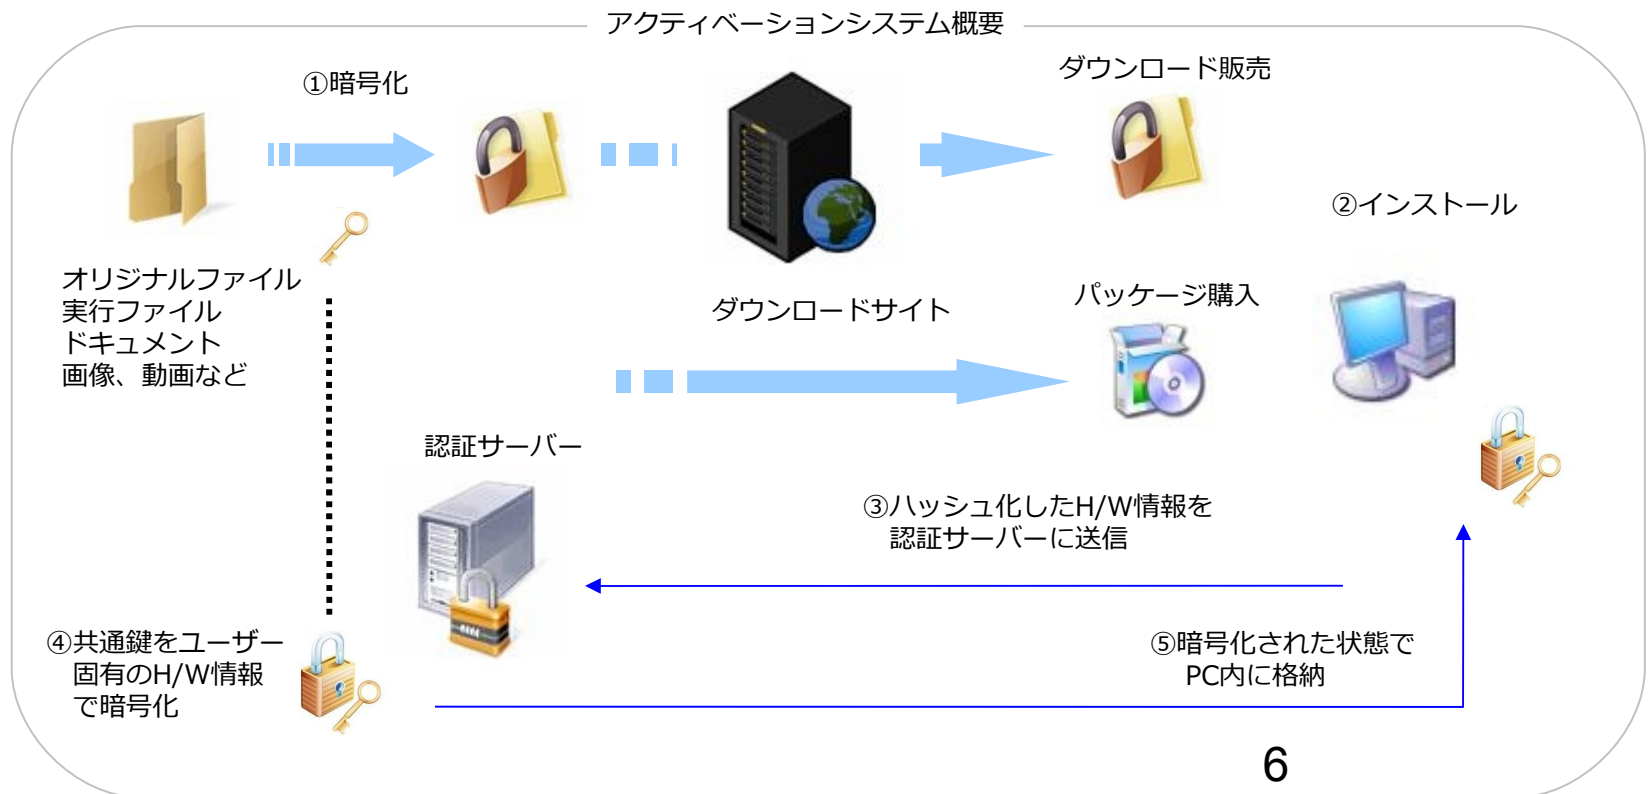 アクティベーションシステム概要
①暗号化
ダウンロード販売
②インストール
オリジナルファイル
実行ファイル
ドキュメント
画像、動画など
ダウンロードサイト
パッケージ購入
認証サーバー
③ハッシュ化したH/W情報を
認証サーバーに送信
④共通鍵をユーザー
固有のH/W情報
で暗号化
⑤暗号化された状態で
PC内に格納
6